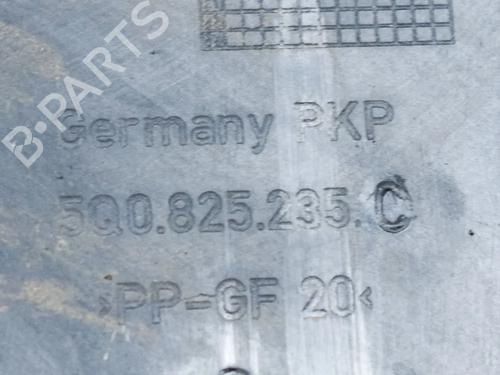 B-PARTS
Germany PKP
5Q0.825.235.C
>PP-GF 20<